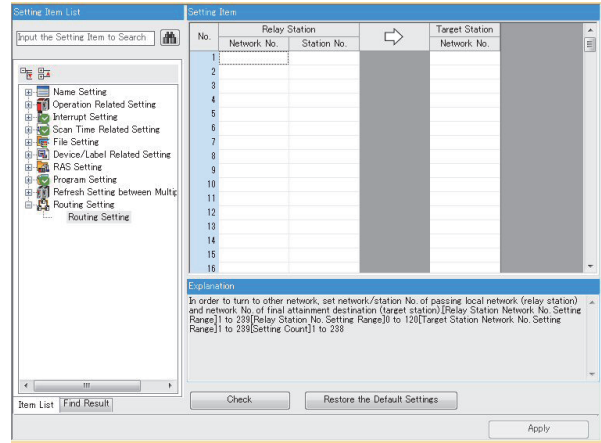 Setting Item List
Input the Setting Item to Search
Name Setting
Operation Related Setting
Interrupt Setting
Scan Time Related Setting
File Setting
Device/Label Related Setting
RAS Setting
Program Setting
Refresh Setting between Multip
Routing Setting
Routing Setting
Item List
Find Result
Setting Item
No.
Relay Station
Target Station
Network No.
Station No.
Network No.
1
2
3
4
5
6
7
8
9
10
11
12
13
14
15
16
Explanation
In order to turn to other network, set network/station No. of passing local network (relay station)
and network No. of final attainment destination (target station).[Relay Station Network No. Setting
Range]1 to 239[Relay Station No. Setting Range]0 to 120[Target Station Network No. Setting
Range]1 to 239[Setting Count]1 to 238
Check
Restore the Default Settings
Apply